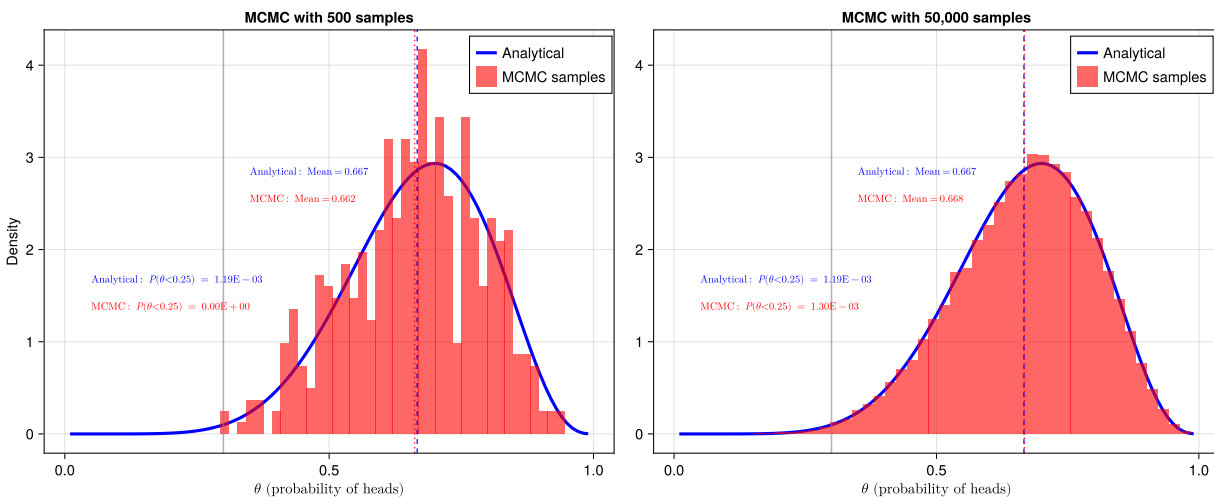 MCMC with 500 samples
Analytical
MCMC samples
Density
4
3
2
1
0
Analytical: Mean = 0.667
MCMC: Mean = 0.662
Analytical: P(θ<0.25) = 1.19E−03
MCMC: P(θ<0.25) = 0.00E+00
0.0
0.5
1.0
θ (probability of heads)
MCMC with 50,000 samples
Analytical
MCMC samples
4
3
2
1
0
Analytical: Mean = 0.667
MCMC: Mean = 0.668
Analytical: P(θ<0.25) = 1.19E−03
MCMC: P(θ<0.25) = 1.30E−03
0.0
0.5
1.0
θ (probability of heads)